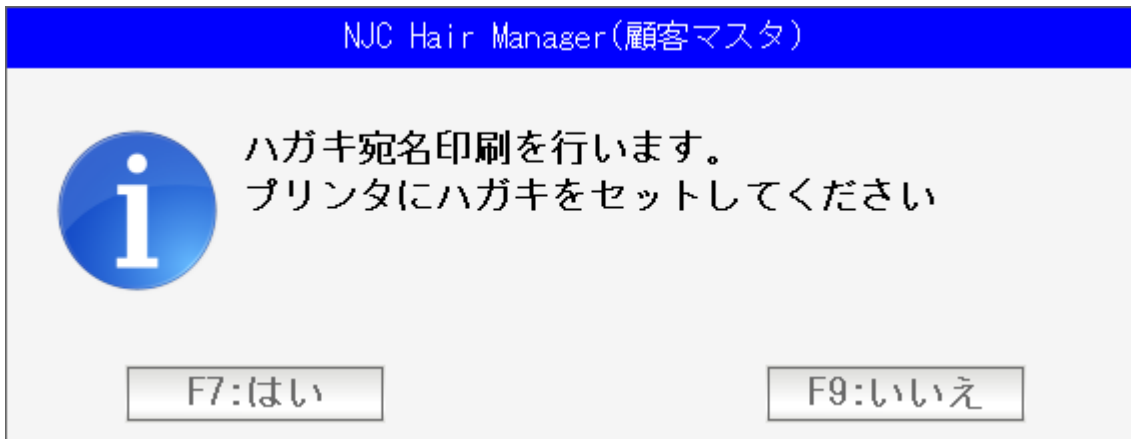 NJC Hair Manager(顧客マスタ)
ハガキ宛名印刷を行います。
プリンタにハガキをセットしてください
F7:はい
F9:いいえ